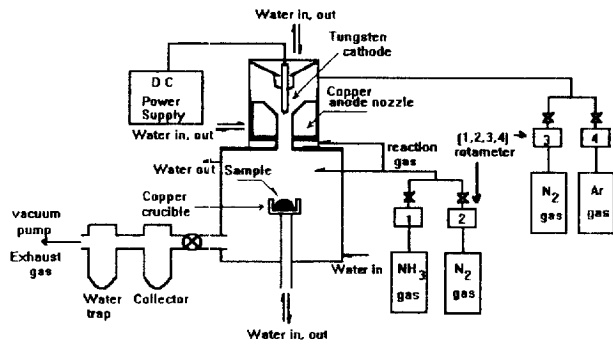 Water in, out
Tungsten
cathode
D C
Power
Supply
Copper
anode nozzle
Water in, out
reaction
gas
(1,2,3,4)
rotameter
3
4
N2
gas
Ar
gas
Water out
Sample
Copper
crucible
1
2
NH3
gas
N2
gas
vacuum
pump
Exhaust
gas
Water
trap
Collector
Water in
Water in, out